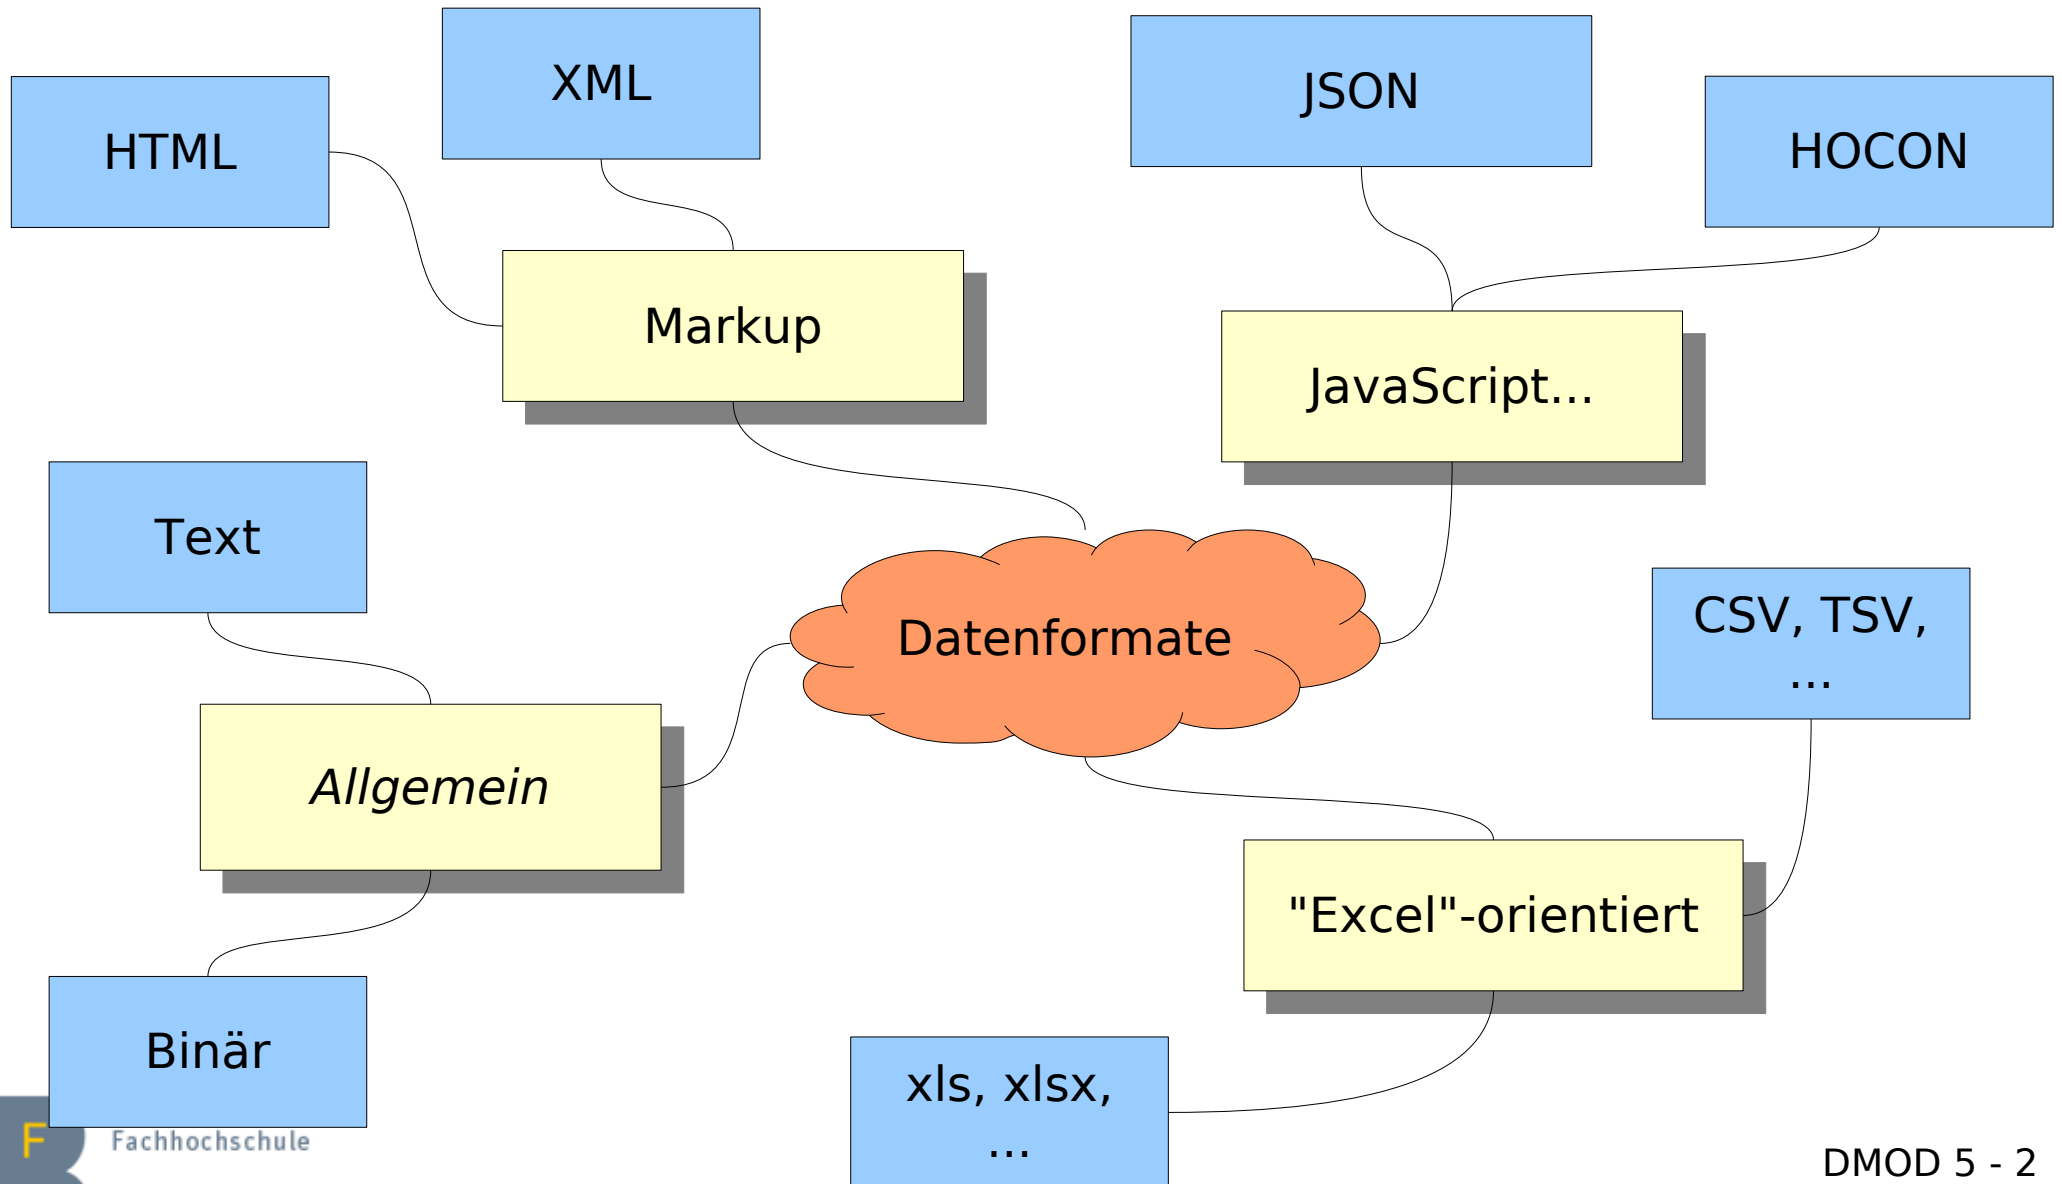 XML
JSON
HTML
HOCON
Markup
JavaScript...
Text
Datenformate
CSV, TSV,
...
Allgemein
"Excel"-orientiert
Binär
xls, xlsx,
...
F
Fachhochschule
DMOD 5 - 2